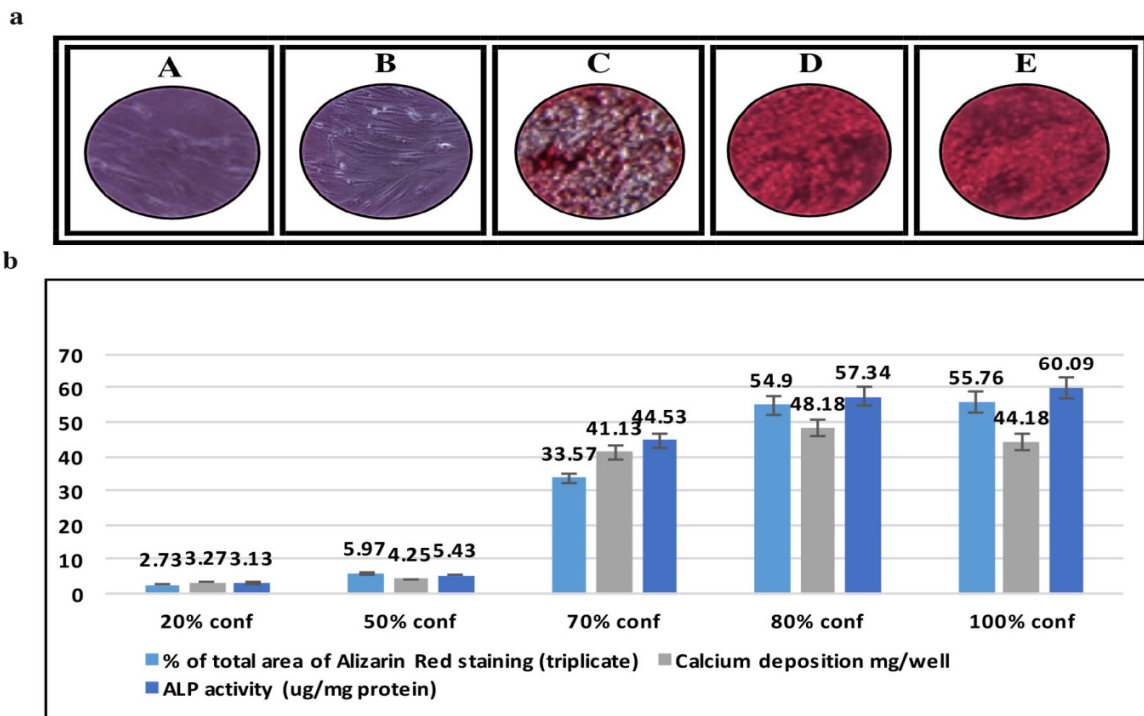 a
A B C D E
b
70
60
50
40
30
20
10
0
2.73 3.27 3.13
5.97 4.25 5.43
33.57 41.13 44.53
54.9 48.18 57.34
55.76 44.18 60.09
20% conf 50% conf 70% conf 80% conf 100% conf
% of total area of Alizarin Red staining (triplicate) Calcium deposition mg/well
ALP activity (ug/mg protein)